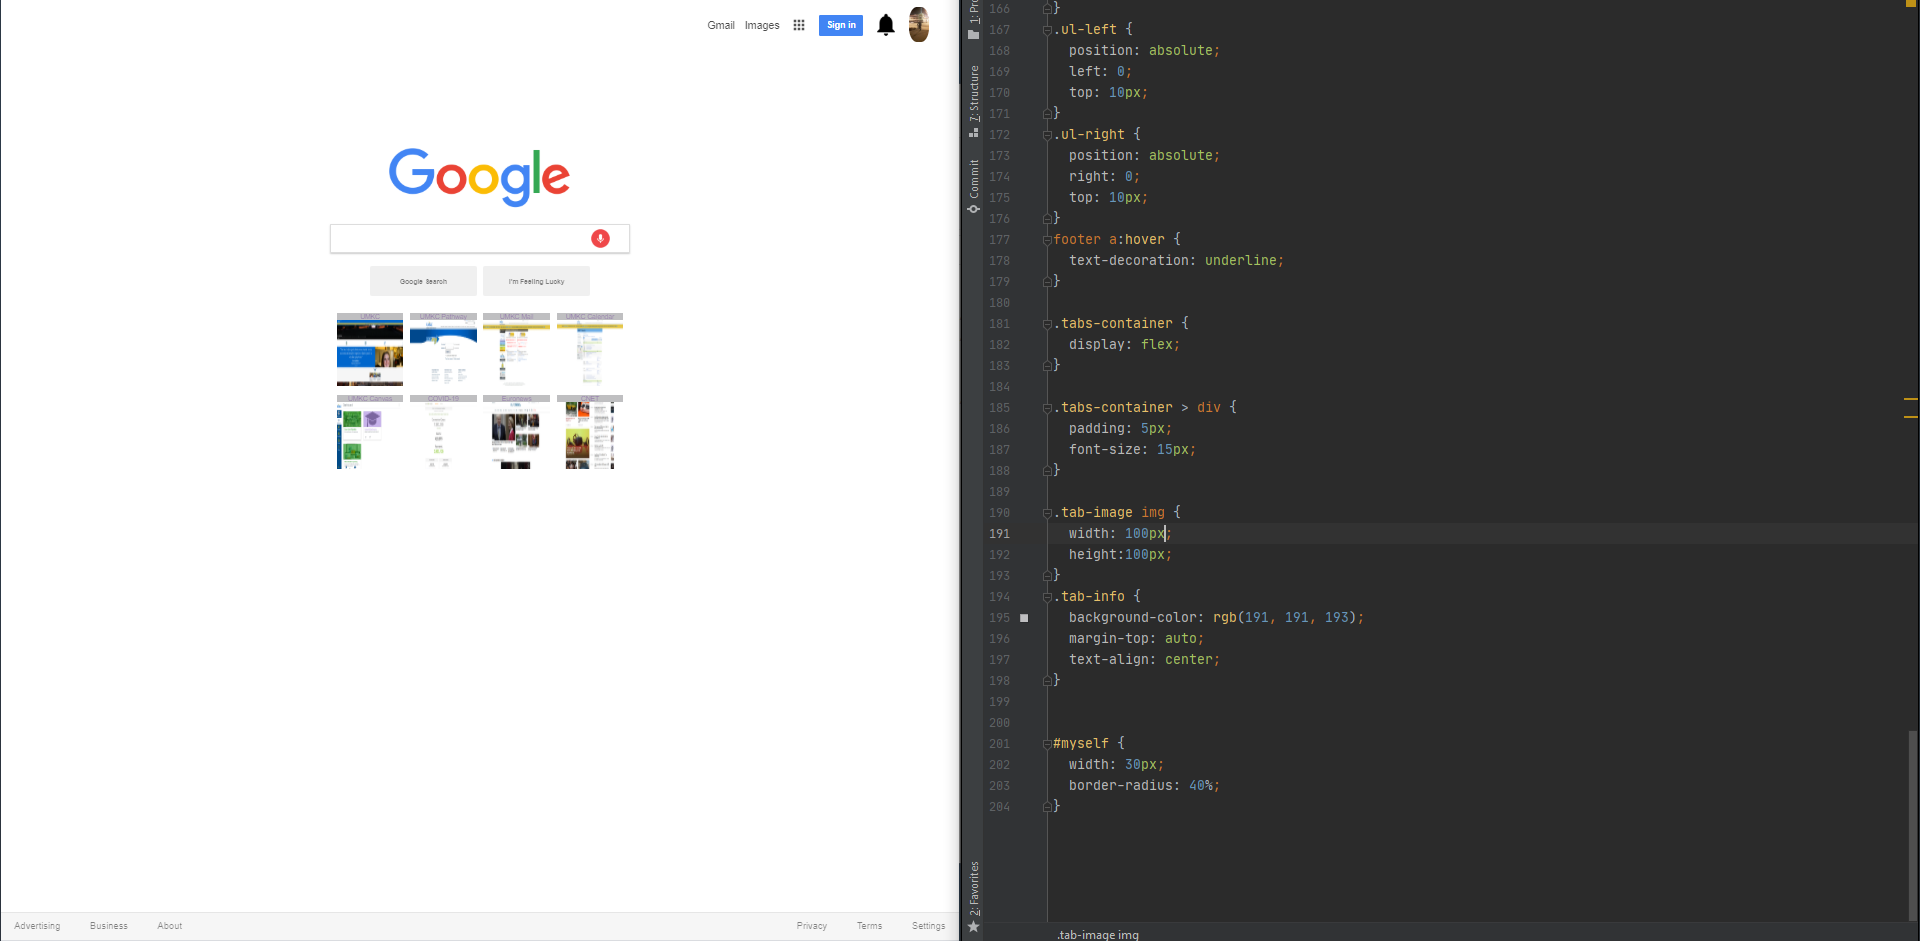 Gmail Images Sign in
Google
Google Search I'm Feeling Lucky
UMKC UMKC Pathway UMKC Mail UMKC Calendar
UMKC Canvas COVID-19 Euronews CNET
Advertising Business About Privacy Terms Settings
7: Structure
Commit
2: Favorites
166 }
167 .ul-left {
168 position: absolute;
169 left: 0;
170 top: 10px;
171 }
172 .ul-right {
173 position: absolute;
174 right: 0;
175 top: 10px;
176 }
177 footer a:hover {
178 text-decoration: underline;
179 }
180
181 .tabs-container {
182 display: flex;
183 }
184
185 .tabs-container > div {
186 padding: 5px;
187 font-size: 15px;
188 }
189
190 .tab-image img {
191 width: 100px;
192 height:100px;
193 }
194 .tab-info {
195 background-color: rgb(191, 191, 193);
196 margin-top: auto;
197 text-align: center;
198 }
199
200
201 #myself {
202 width: 30px;
203 border-radius: 40%;
204 }
.tab-image img